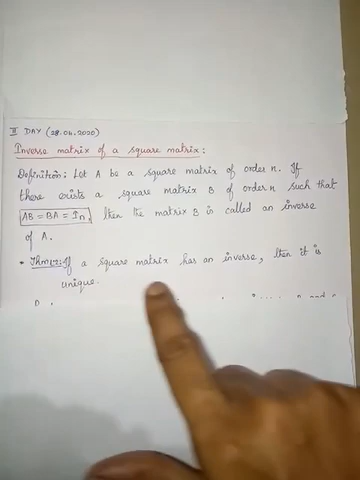 II DAY (28.04.2020)
Inverse matrix of a square matrix:
Definition: Let A be a square matrix of order n. If
there exists a square matrix B of order n such that
AB = BA = In, then the matrix B is called an inverse
of A.
• Thm 1.2: If a square matrix has an inverse, then it is
unique.